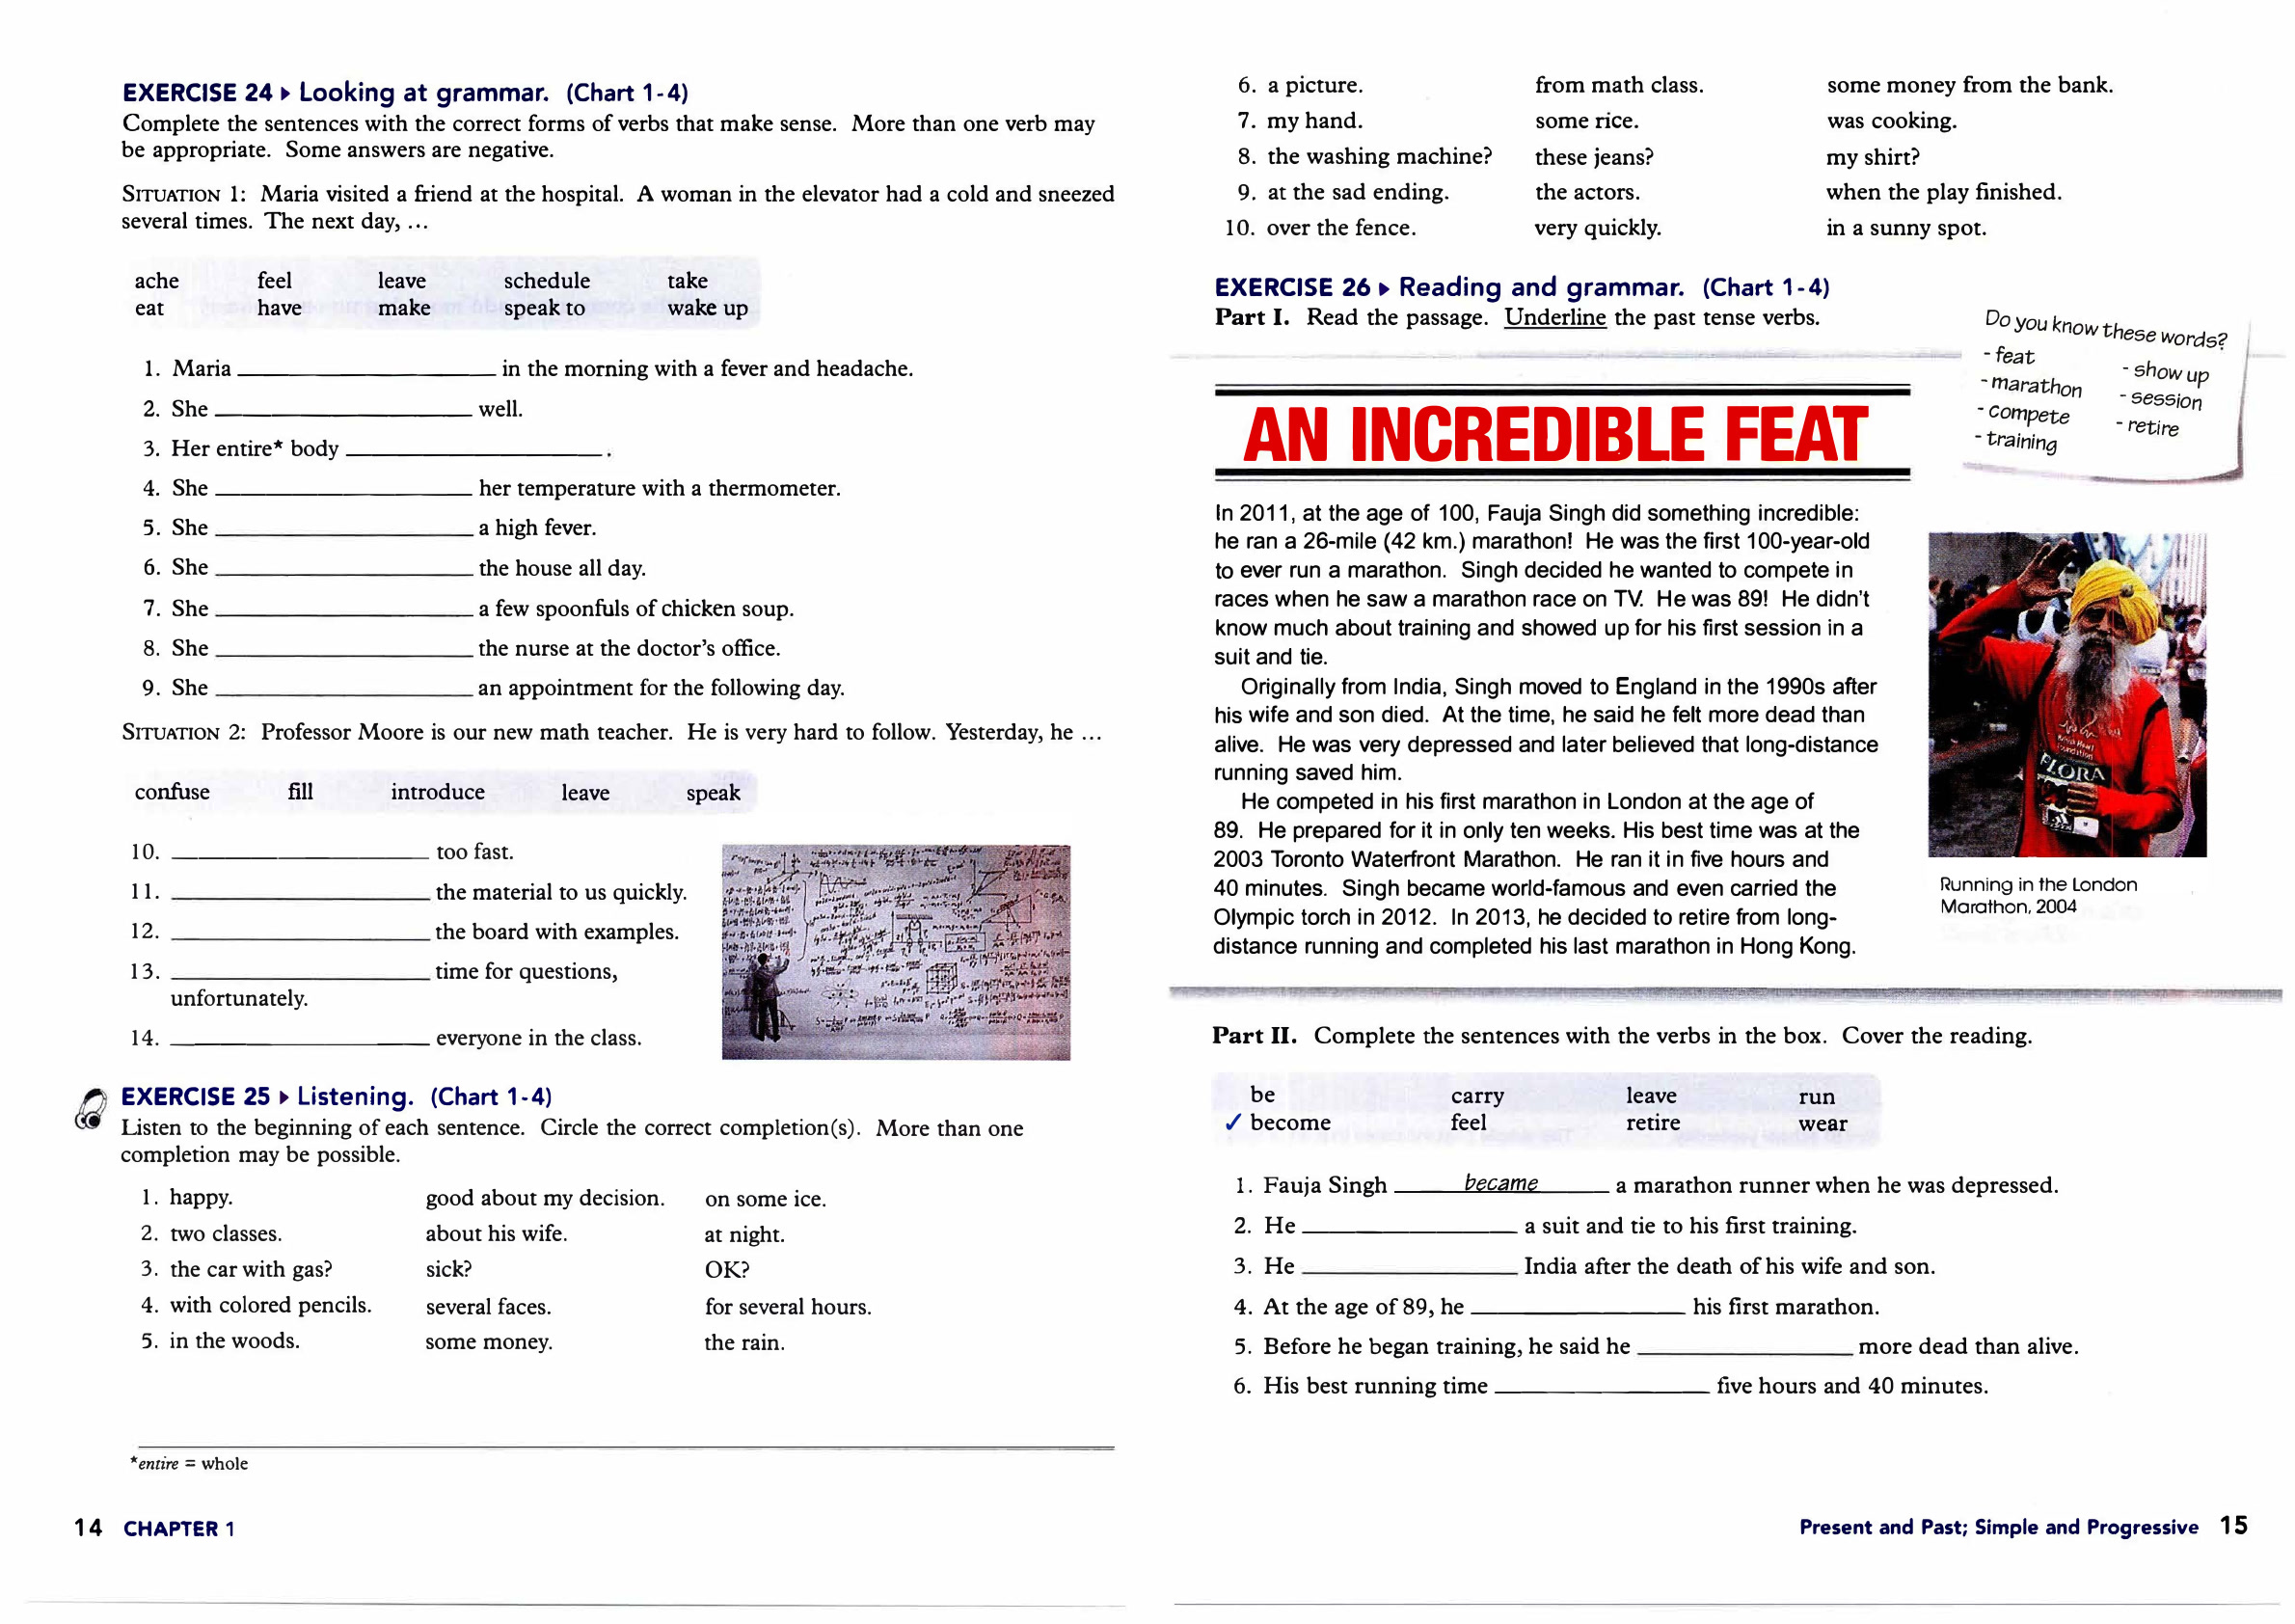 EXERCISE 24 ▸ Looking at grammar. (Chart 1-4)
Complete the sentences with the correct forms of verbs that make sense. More than one verb may
be appropriate. Some answers are negative.
SITUATION 1: Maria visited a friend at the hospital. A woman in the elevator had a cold and sneezed
several times. The next day, ...
ache feel leave schedule take
eat have make speak to wake up
1. Maria ____________ in the morning with a fever and headache.
2. She ____________ well.
3. Her entire* body ____________.
4. She ____________ her temperature with a thermometer.
5. She ____________ a high fever.
6. She ____________ the house all day.
7. She ____________ a few spoonfuls of chicken soup.
8. She ____________ the nurse at the doctor's office.
9. She ____________ an appointment for the following day.
SITUATION 2: Professor Moore is our new math teacher. He is very hard to follow. Yesterday, he ...
confuse fill introduce leave speak
10. ____________ too fast.
11. ____________ the material to us quickly.
12. ____________ the board with examples.
13. ____________ time for questions,
unfortunately.
14. ____________ everyone in the class.
EXERCISE 25 ▸ Listening. (Chart 1-4)
Listen to the beginning of each sentence. Circle the correct completion(s). More than one
completion may be possible.
1. happy. good about my decision. on some ice.
2. two classes. about his wife. at night.
3. the car with gas? sick? OK?
4. with colored pencils. several faces. for several hours.
5. in the woods. some money. the rain.
*entire = whole
14 CHAPTER 1
6. a picture. from math class. some money from the bank.
7. my hand. some rice. was cooking.
8. the washing machine? these jeans? my shirt?
9. at the sad ending. the actors. when the play finished.
10. over the fence. very quickly. in a sunny spot.
EXERCISE 26 ▸ Reading and grammar. (Chart 1-4)
Part I. Read the passage. Underline the past tense verbs.
Do you know these words?
- feat - show up
- marathon - session
- compete - retire
- training
AN INCREDIBLE FEAT
In 2011, at the age of 100, Fauja Singh did something incredible:
he ran a 26-mile (42 km.) marathon! He was the first 100-year-old
to ever run a marathon. Singh decided he wanted to compete in
races when he saw a marathon race on TV. He was 89! He didn't
know much about training and showed up for his first session in a
suit and tie.
Originally from India, Singh moved to England in the 1990s after
his wife and son died. At the time, he said he felt more dead than
alive. He was very depressed and later believed that long-distance
running saved him.
He competed in his first marathon in London at the age of
89. He prepared for it in only ten weeks. His best time was at the
2003 Toronto Waterfront Marathon. He ran it in five hours and
40 minutes. Singh became world-famous and even carried the
Olympic torch in 2012. In 2013, he decided to retire from long-
distance running and completed his last marathon in Hong Kong.
FLORA
Running in the London
Marathon, 2004
Part II. Complete the sentences with the verbs in the box. Cover the reading.
be carry leave run
✓ become feel retire wear
1. Fauja Singh became a marathon runner when he was depressed.
2. He ____________ a suit and tie to his first training.
3. He ____________ India after the death of his wife and son.
4. At the age of 89, he ____________ his first marathon.
5. Before he began training, he said he ____________ more dead than alive.
6. His best running time ____________ five hours and 40 minutes.
Present and Past; Simple and Progressive 15